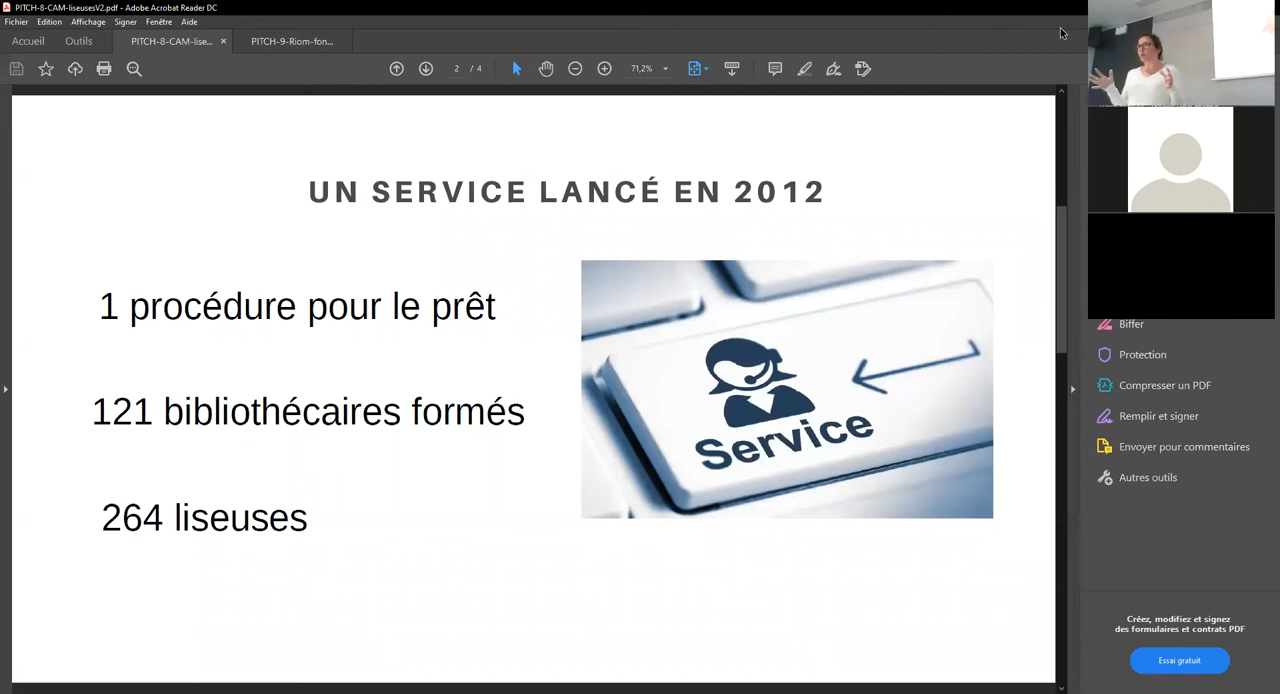 PITCH-8-CAM-liseusesV2.pdf - Adobe Acrobat Reader DC
Fichier Edition Affichage Signer Fenêtre Aide
Accueil Outils PITCH-8-CAM-lise... × PITCH-9-Riom-fon...
2 / 4 71,2%
UN SERVICE LANCÉ EN 2012
1 procédure pour le prêt
121 bibliothécaires formés
264 liseuses
Service
Biffer
Protection
Compresser un PDF
Remplir et signer
Envoyer pour commentaires
Autres outils
Créez, modifiez et signez
des formulaires et contrats PDF
Essai gratuit